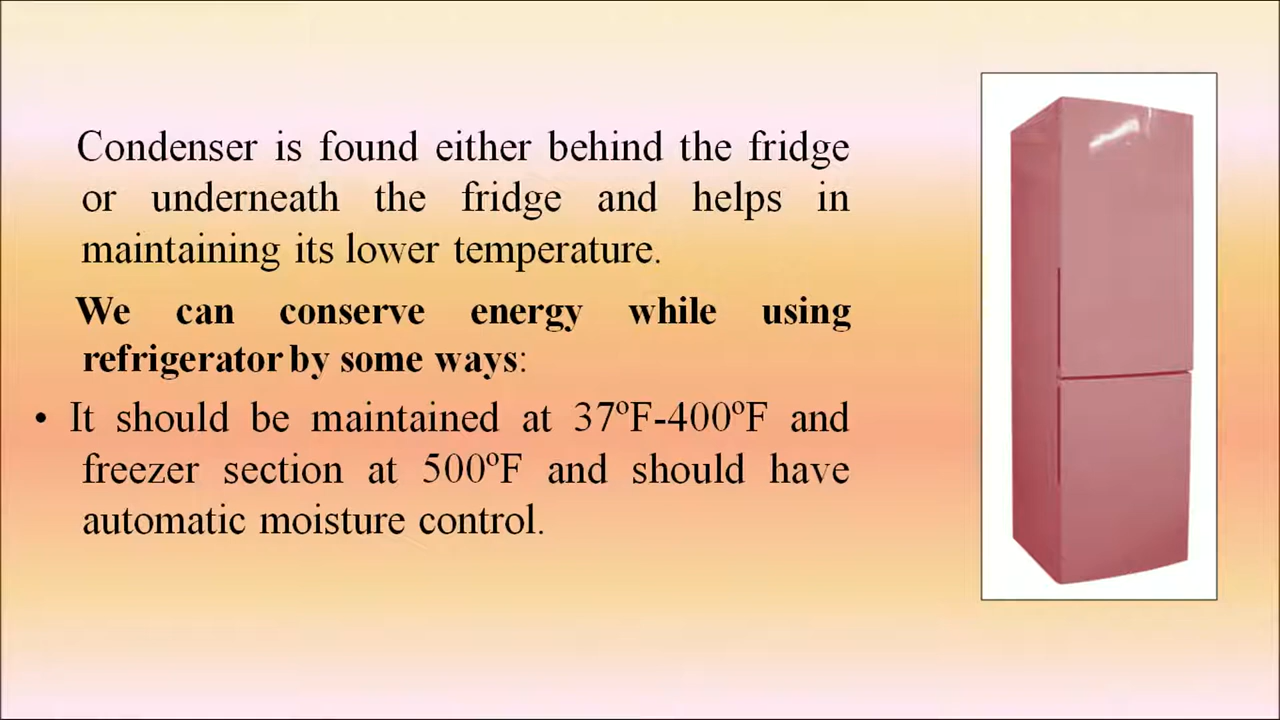 Condenser is found either behind the fridge
or underneath the fridge and helps in
maintaining its lower temperature.
We can conserve energy while using
refrigerator by some ways:
• It should be maintained at 37ºF-400ºF and
freezer section at 500ºF and should have
automatic moisture control.